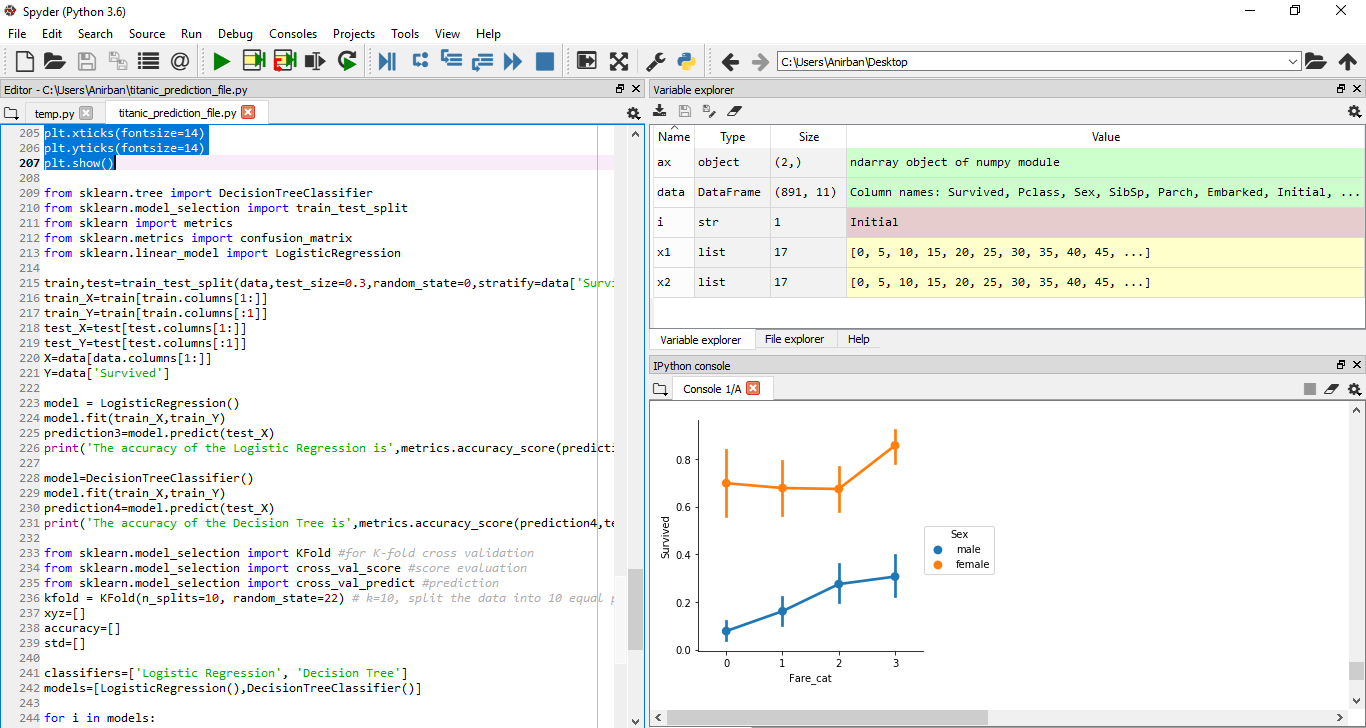 Spyder (Python 3.6)
File Edit Search Source Run Debug Consoles Projects Tools View Help
C:\Users\Anirban\Desktop
Editor - C:\Users\Anirban\titanic_prediction_file.py
temp.py titanic_prediction_file.py
205 plt.xticks(fontsize=14)
206 plt.yticks(fontsize=14)
207 plt.show()
208
209 from sklearn.tree import DecisionTreeClassifier
210 from sklearn.model_selection import train_test_split
211 from sklearn import metrics
212 from sklearn.metrics import confusion_matrix
213 from sklearn.linear_model import LogisticRegression
214
215 train,test=train_test_split(data,test_size=0.3,random_state=0,stratify=data['Survi
216 train_X=train[train.columns[1:]]
217 train_Y=train[train.columns[:1]]
218 test_X=test[test.columns[1:]]
219 test_Y=test[test.columns[:1]]
220 X=data[data.columns[1:]]
221 Y=data['Survived']
222
223 model = LogisticRegression()
224 model.fit(train_X,train_Y)
225 prediction3=model.predict(test_X)
226 print('The accuracy of the Logistic Regression is',metrics.accuracy_score(predicti
227
228 model=DecisionTreeClassifier()
229 model.fit(train_X,train_Y)
230 prediction4=model.predict(test_X)
231 print('The accuracy of the Decision Tree is',metrics.accuracy_score(prediction4,te
232
233 from sklearn.model_selection import KFold #for K-fold cross validation
234 from sklearn.model_selection import cross_val_score #score evaluation
235 from sklearn.model_selection import cross_val_predict #prediction
236 kfold = KFold(n_splits=10, random_state=22) # k=10, split the data into 10 equal p
237 xyz=[]
238 accuracy=[]
239 std=[]
240
241 classifiers=['Logistic Regression', 'Decision Tree']
242 models=[LogisticRegression(),DecisionTreeClassifier()]
243
244 for i in models:
Variable explorer
Name Type Size Value
ax object (2,) ndarray object of numpy module
data DataFrame (891, 11) Column names: Survived, Pclass, Sex, SibSp, Parch, Embarked, Initial, ...
i str 1 Initial
x1 list 17 [0, 5, 10, 15, 20, 25, 30, 35, 40, 45, ...]
x2 list 17 [0, 5, 10, 15, 20, 25, 30, 35, 40, 45, ...]
Variable explorer File explorer Help
IPython console
Console 1/A
0.8
0.6
0.4
0.2
0.0
Survived
0 1 2 3
Fare_cat
Sex
male
female